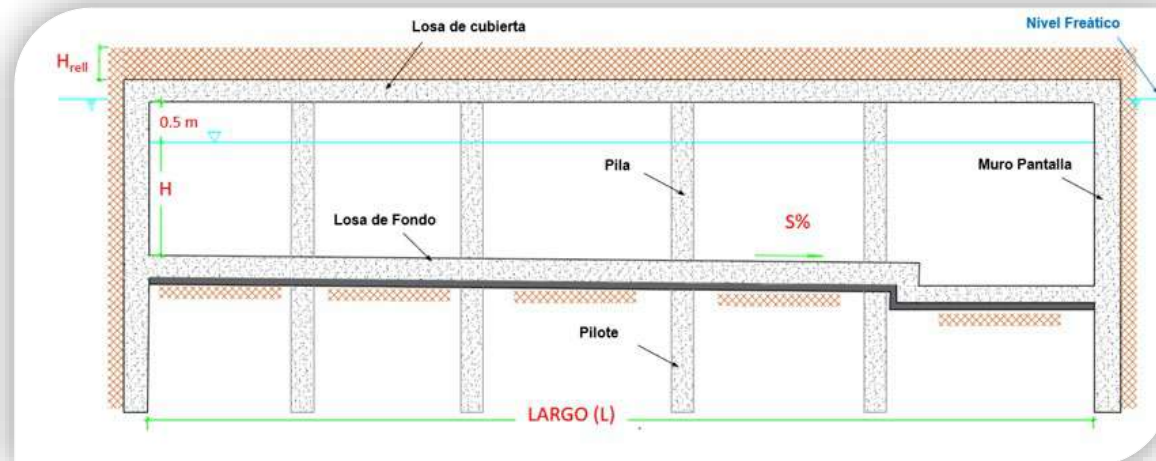 Losa de cubierta
Nivel Freático
Hrell
0.5 m
Pila
Muro Pantalla
H
Losa de Fondo
S%
Pilote
LARGO (L)